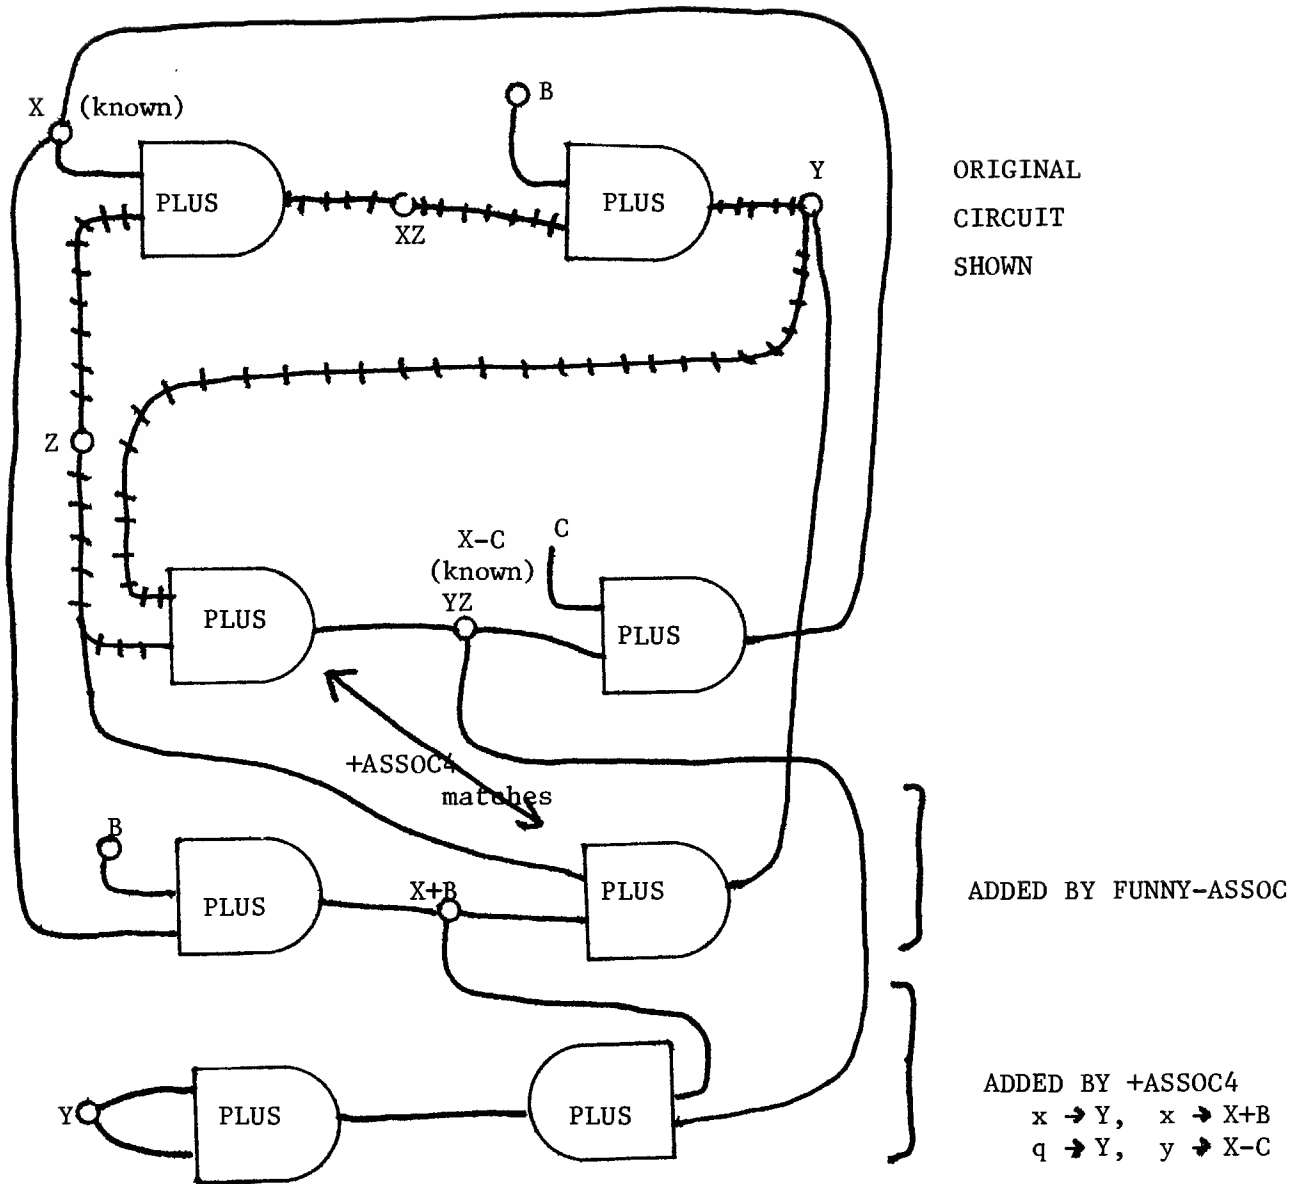 X (known)
B
Y
PLUS
PLUS
XZ
ORIGINAL
CIRCUIT
SHOWN
Z
X-C
(known)
YZ
C
PLUS
PLUS
+ASSOC4
matches
B
PLUS
X+B
PLUS
ADDED BY FUNNY-ASSOC
Y
PLUS
PLUS
ADDED BY +ASSOC4
x → Y, x → X+B
q → Y, y → X-C